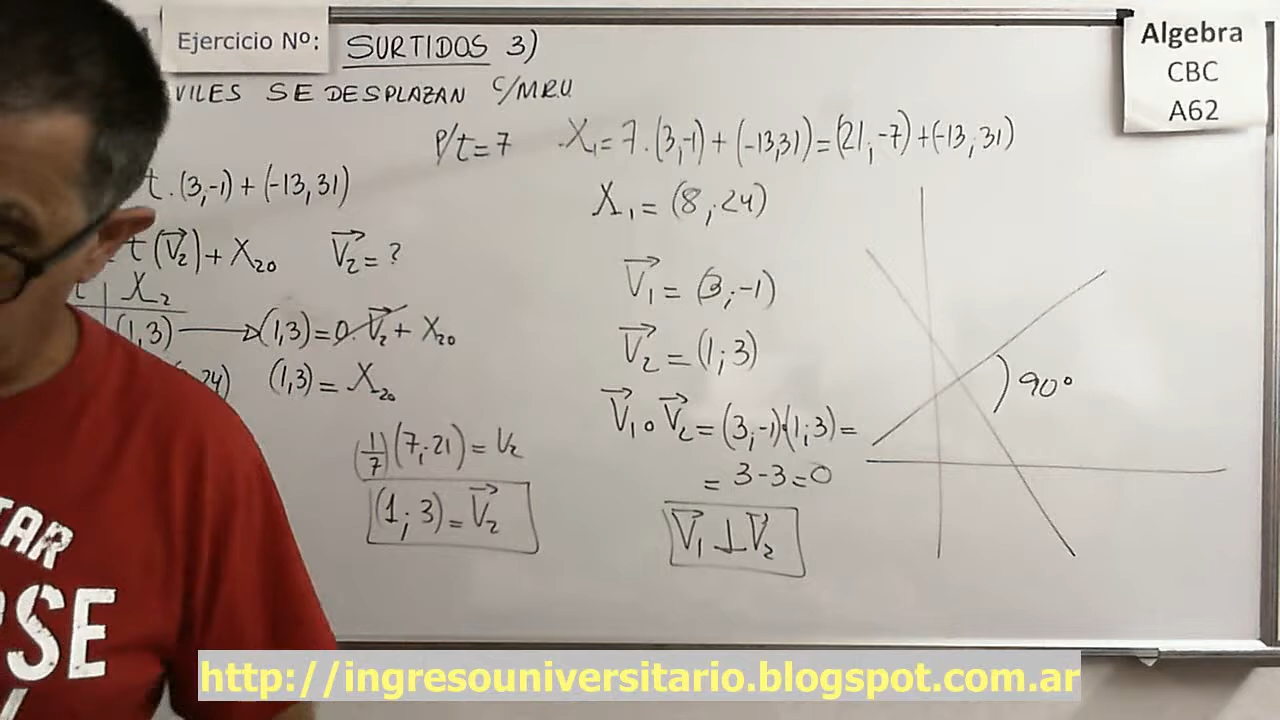 Ejercicio Nº: SURTIDOS 3)
VILES SE DESPLAZAN C/MRU
Algebra
CBC
A62
t.(3;-1)+(-13,31)
t(V₂)+X₂₀ V₂=?
t X₂
(1,3) → (1,3)=0.V₂+X₂₀
24) (1,3)=X₂₀
(1/7)(7;21)=V₂
(1;3)=V₂
P/t=7 X₁=7.(3,-1)+(-13,31)=(21,-7)+(-13,31)
X₁=(8;24)
V₁=(3;-1)
V₂=(1;3)
V₁∘V₂=(3,-1)·(1;3)=
=3-3=0
V₁⊥V₂
90°
TAR
RSE
http://ingresouniversitario.blogspot.com.ar